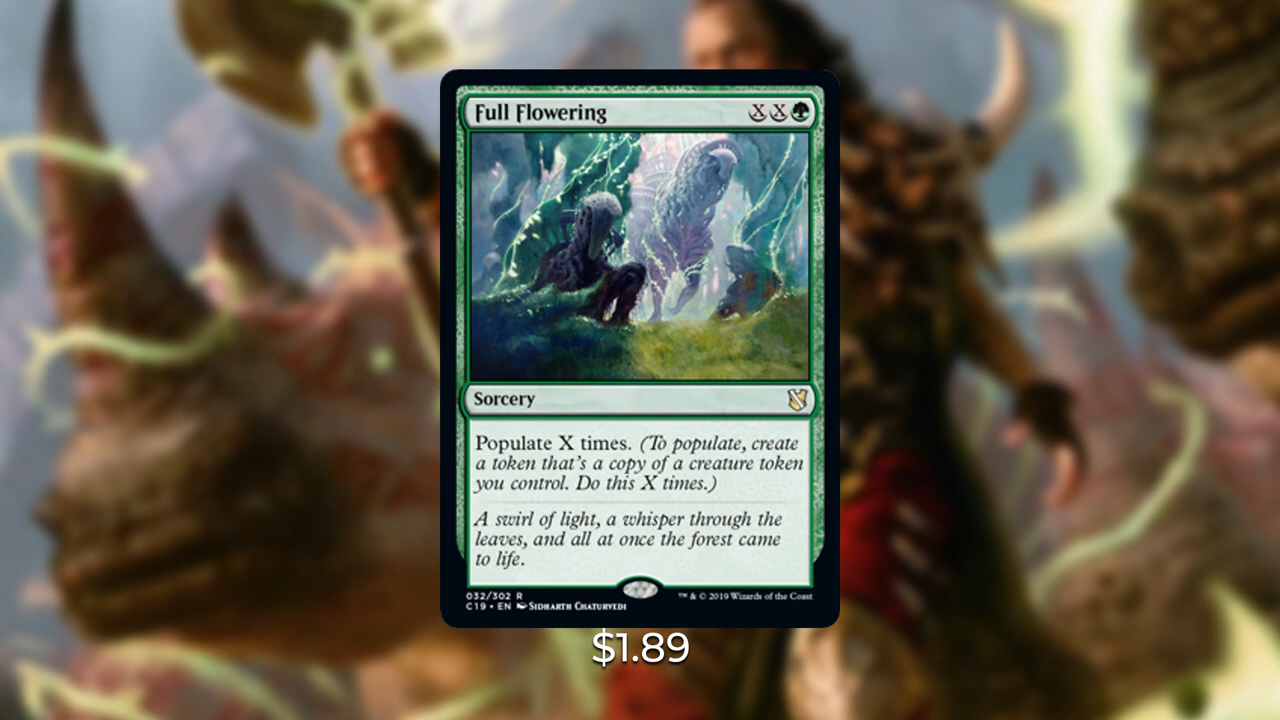 Full Flowering XX
Sorcery
Populate X times. (To populate, create
a token that's a copy of a creature token
you control. Do this X times.)
A swirl of light, a whisper through the
leaves, and all at once the forest came
to life.
032/302 R
C19 • EN SIDHARTH CHATURVEDI
™ & © 2019 Wizards of the Coast
$1.89